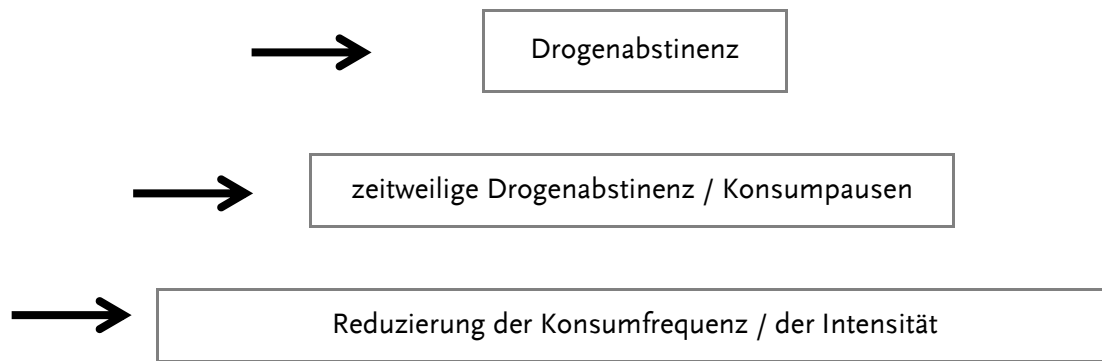 Drogenabstinenz
zeitweilige Drogenabstinenz / Konsumpausen
Reduzierung der Konsumfrequenz / der Intensität